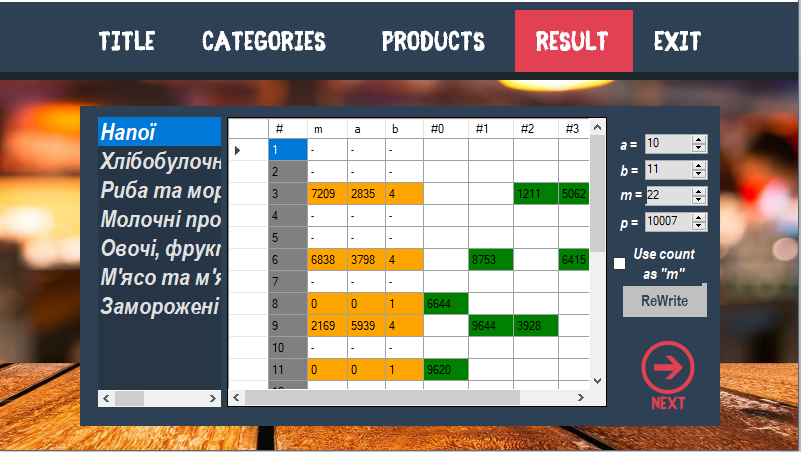 TITLE CATEGORIES PRODUCTS RESULT EXIT
Напої
Хлібобулочн
Риба та мор
Молочні про
Овочі, фрукт
М'ясо та м'я
Заморожені
# m a b #0 #1 #2 #3
1 - - -
2 - - -
3 7209 2835 4 1211 5062
4 - - -
5 - - -
6 6838 3798 4 8753 6415
7 - - -
8 0 0 1 6644
9 2169 5939 4 9644 3928
10 - - -
11 0 0 1 9620
a = 10
b = 11
m = 22
p = 10007
Use count
as "m"
ReWrite
NEXT